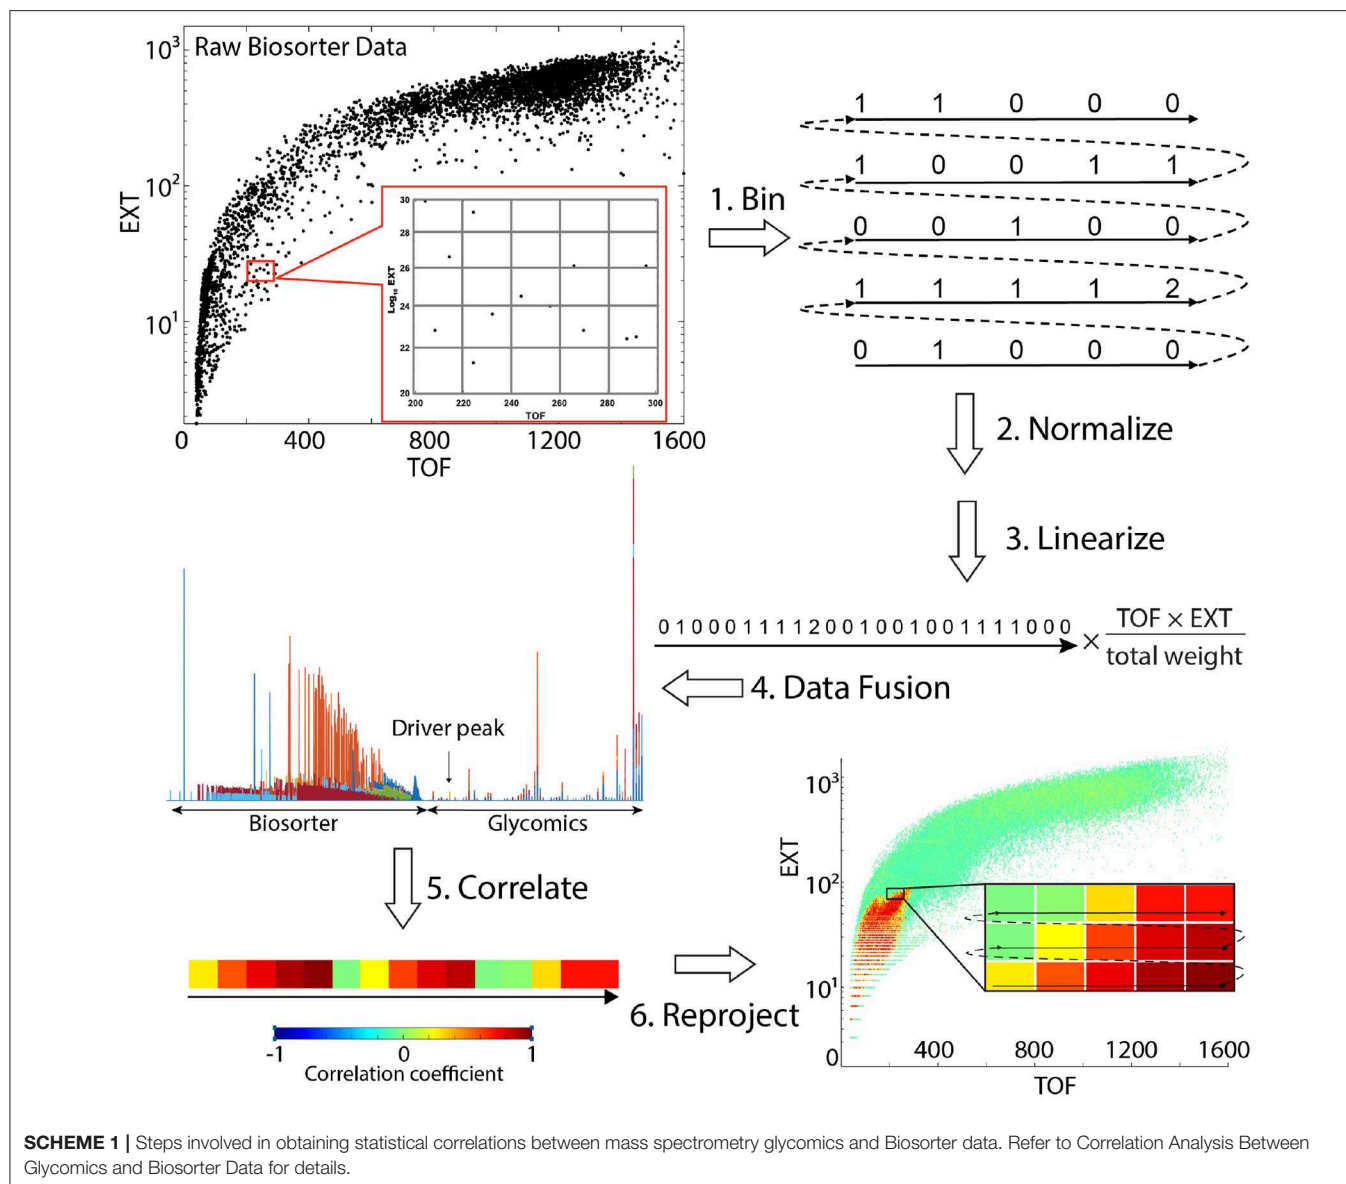 Raw Biosorter Data
10³
10²
10¹
EXT
0 400 800 1200 1600
TOF
30
28
26
24
22
20
Log₁₀ EXT
200 220 240 260 280 300
TOF
1. Bin
1 1 0 0 0
1 0 0 1 1
0 0 1 0 0
1 1 1 1 2
0 1 0 0 0
2. Normalize
3. Linearize
0 1 0 0 0 1 1 1 1 2 0 0 1 0 0 1 0 0 1 1 1 1 0 0 0
× TOF × EXT
total weight
4. Data Fusion
Driver peak
Biosorter Glycomics
5. Correlate
-1 0 1
Correlation coefficient
6. Reproject
10³
10²
10¹
0
EXT
400 800 1200 1600
TOF
SCHEME 1 | Steps involved in obtaining statistical correlations between mass spectrometry glycomics and Biosorter data. Refer to Correlation Analysis Between
Glycomics and Biosorter Data for details.